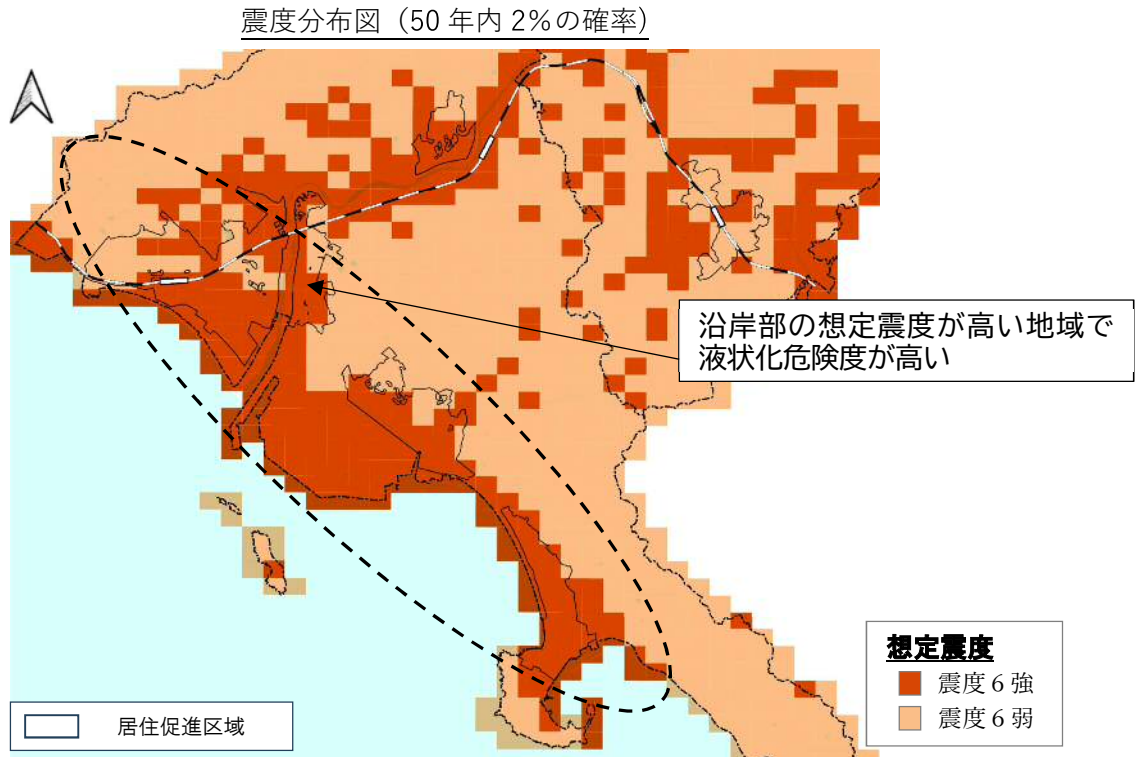 震度分布図（50 年内 2%の確率）
沿岸部の想定震度が高い地域で
液状化危険度が高い
想定震度
震度６強
震度６弱
居住促進区域